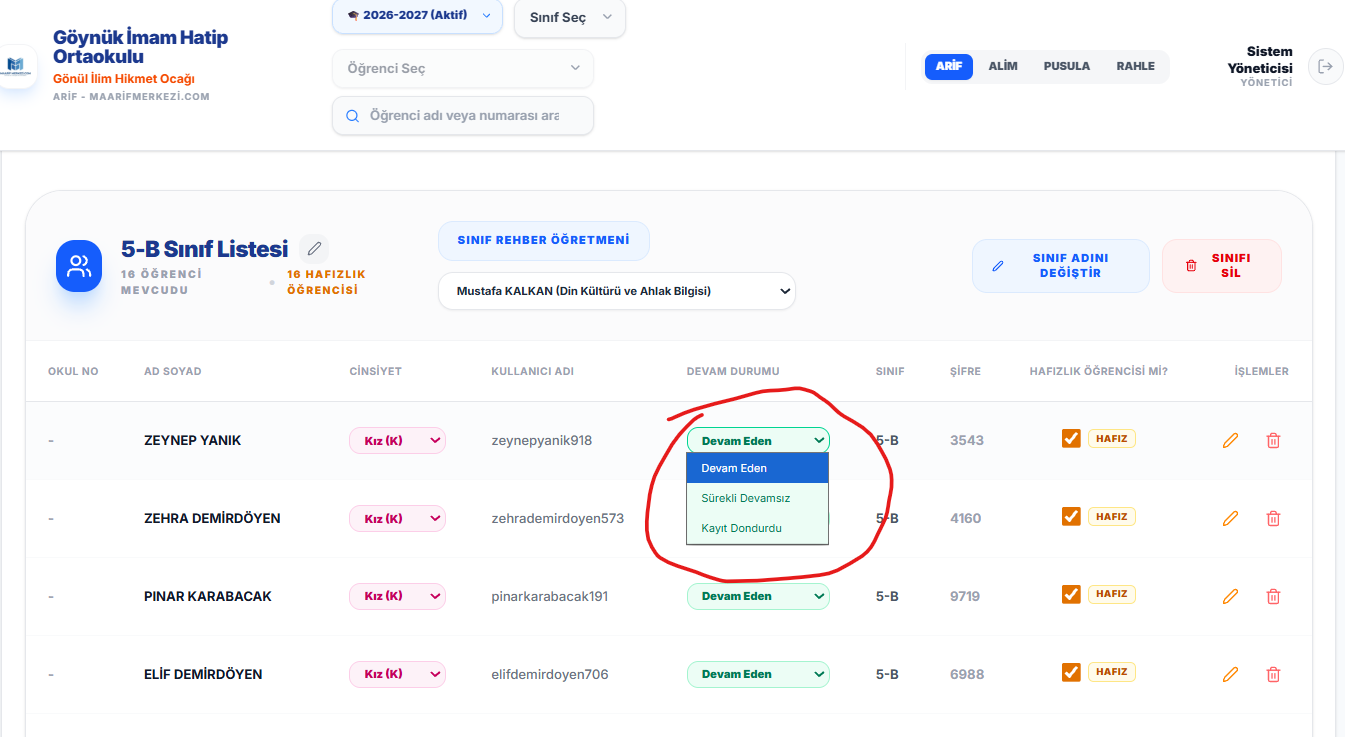 Göynük İmam Hatip
Ortaokulu
Gönül İlim Hikmet Ocağı
ARİF - MAARİFMERKEZİ.COM
2026-2027 (Aktif)
Sınıf Seç
Öğrenci Seç
Öğrenci adı veya numarası ara
ARİF
ALİM
PUSULA
RAHLE
Sistem
Yöneticisi
YÖNETİCİ
5-B Sınıf Listesi
16 ÖĞRENCİ
MEVCUDU
16 HAFIZLIK
ÖĞRENCİSİ
SINIF REHBER ÖĞRETMENİ
Mustafa KALKAN (Din Kültürü ve Ahlak Bilgisi)
SINIF ADINI
DEĞİŞTİR
SINIFI
SİL
OKUL NO AD SOYAD CİNSİYET KULLANICI ADI DEVAM DURUMU SINIF ŞİFRE HAFIZLIK ÖĞRENCİSİ Mİ? İŞLEMLER
- ZEYNEP YANIK Kız (K) zeynepyanik918 Devam Eden 5-B 3543 HAFIZ
Devam Eden
Sürekli Devamsız
Kayıt Dondurdu
- ZEHRA DEMİRDÖYEN Kız (K) zehrademirdoyen573 5-B 4160 HAFIZ
- PINAR KARABACAK Kız (K) pinarkarabacak191 Devam Eden 5-B 9719 HAFIZ
- ELİF DEMİRDÖYEN Kız (K) elifdemirdoyen706 Devam Eden 5-B 6988 HAFIZ